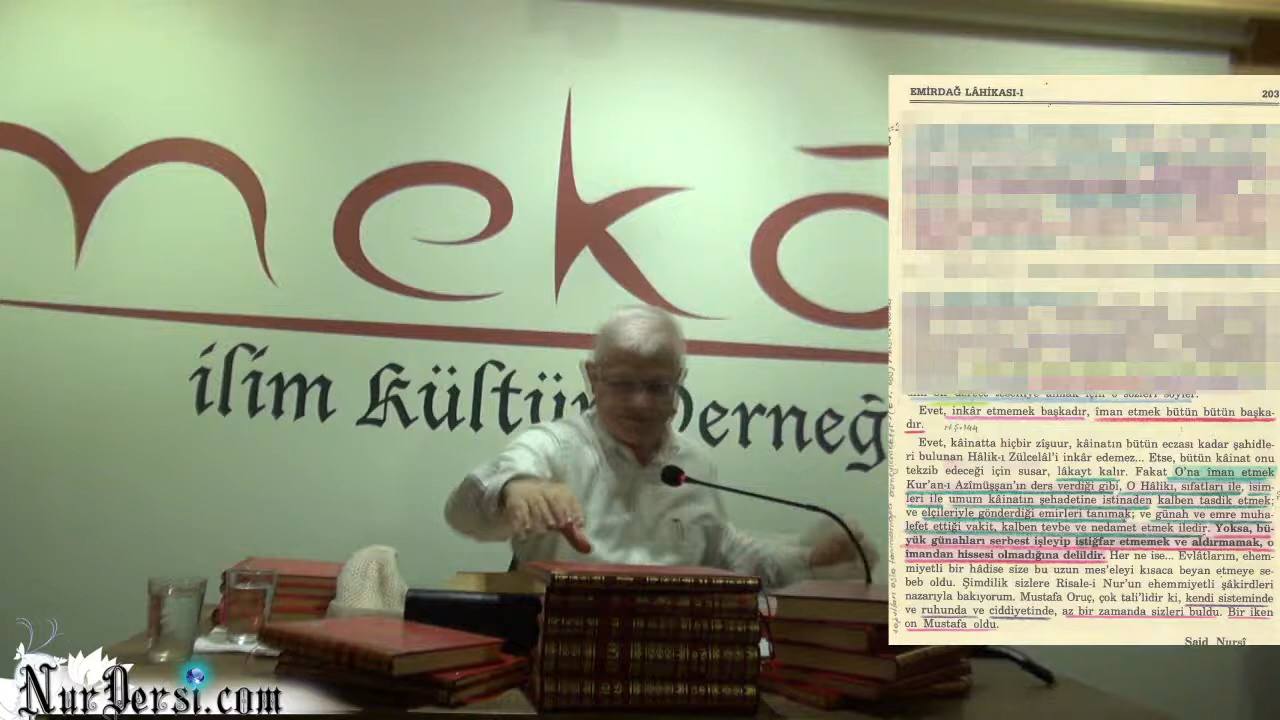 mekâ
ilim Kültür Derneğ
NurDersi.com
EMİRDAĞ LÂHİKASI-I
203
Evet, inkâr etmemek başkadır, îman etmek bütün bütün başka-
dır.
Evet, kâinatta hiçbir zîşuur, kâinatın bütün eczası kadar şahidle-
ri bulunan Hâlik-ı Zülcelâl'i inkâr edemez... Etse, bütün kâinat onu
tekzib edeceği için susar, lâkayt kalır. Fakat O'na îman etmek
Kur'an-ı Azîmüşşan'ın ders verdiği gibi, O Hâlikı, sıfatları ile, isim-
leri ile umum kâinatın şehadetine istinaden kalben tasdik etmek;
ve elçileriyle gönderdiği emirleri tanımak; ve günah ve emre muha-
lefet ettiği vakit, kalben tevbe ve nedamet etmek iledir. Yoksa, bü-
yük günahları serbest işleyip istiğfar etmemek ve aldırmamak, o
îmandan hissesi olmadığına delildir. Her ne ise... Evlâtlarım, ehem-
miyetli bir hâdise size bu uzun mes'eleyi kısaca beyan etmeye se-
beb oldu. Şimdilik sizlere Risale-i Nur'un ehemmiyetli şâkirdleri
nazarıyla bakıyorum. Mustafa Oruç, çok tali'lidir ki, kendi sisteminde
ve ruhunda ve ciddiyetinde, az bir zamanda sizleri buldu. Bir iken
on Mustafa oldu.
Said Nursî